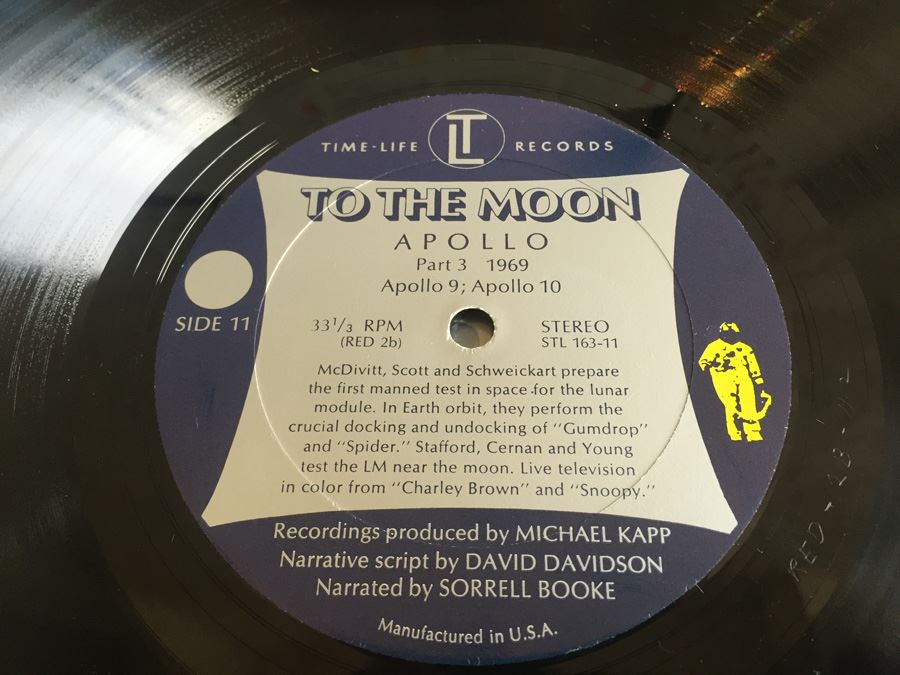 TIME-LIFE LT RECORDS
TO THE MOON
APOLLO
Part 3 1969
Apollo 9; Apollo 10
SIDE 11
33 1/3 RPM
(RED 2b)
STEREO
STL 163-11
McDivitt, Scott and Schweickart prepare
the first manned test in space for the lunar
module. In Earth orbit, they perform the
crucial docking and undocking of "Gumdrop"
and "Spider." Stafford, Cernan and Young
test the LM near the moon. Live television
in color from "Charley Brown" and "Snoopy."
Recordings produced by MICHAEL KAPP
Narrative script by DAVID DAVIDSON
Narrated by SORRELL BOOKE
Manufactured in U.S.A.